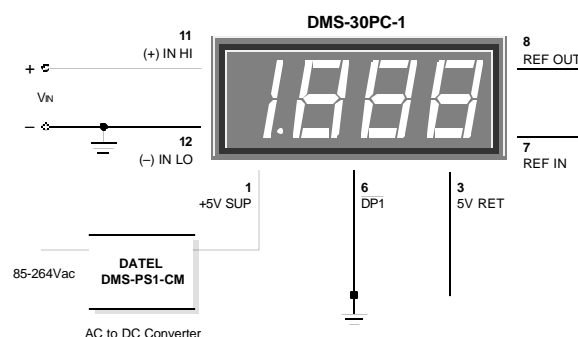 DMS-30PC-1
11
(+) IN HI
8
REF OUT
+
1.888
VIN
–
12
(–) IN LO
7
REF IN
1
+5V SUP
6
DP1
3
5V RET
85-264Vac
DATEL
DMS-PS1-CM
AC to DC Converter